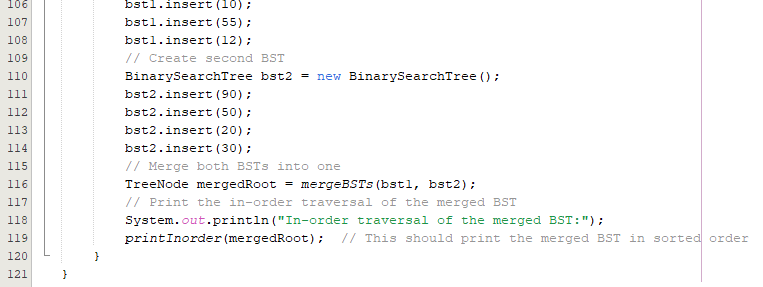 106 bst1.insert(10);
107 bst1.insert(55);
108 bst1.insert(12);
109 // Create second BST
110 BinarySearchTree bst2 = new BinarySearchTree();
111 bst2.insert(90);
112 bst2.insert(50);
113 bst2.insert(20);
114 bst2.insert(30);
115 // Merge both BSTs into one
116 TreeNode mergedRoot = mergeBSTs(bst1, bst2);
117 // Print the in-order traversal of the merged BST
118 System.out.println("In-order traversal of the merged BST:");
119 printInorder(mergedRoot);  // This should print the merged BST in sorted order
120 }
121 }